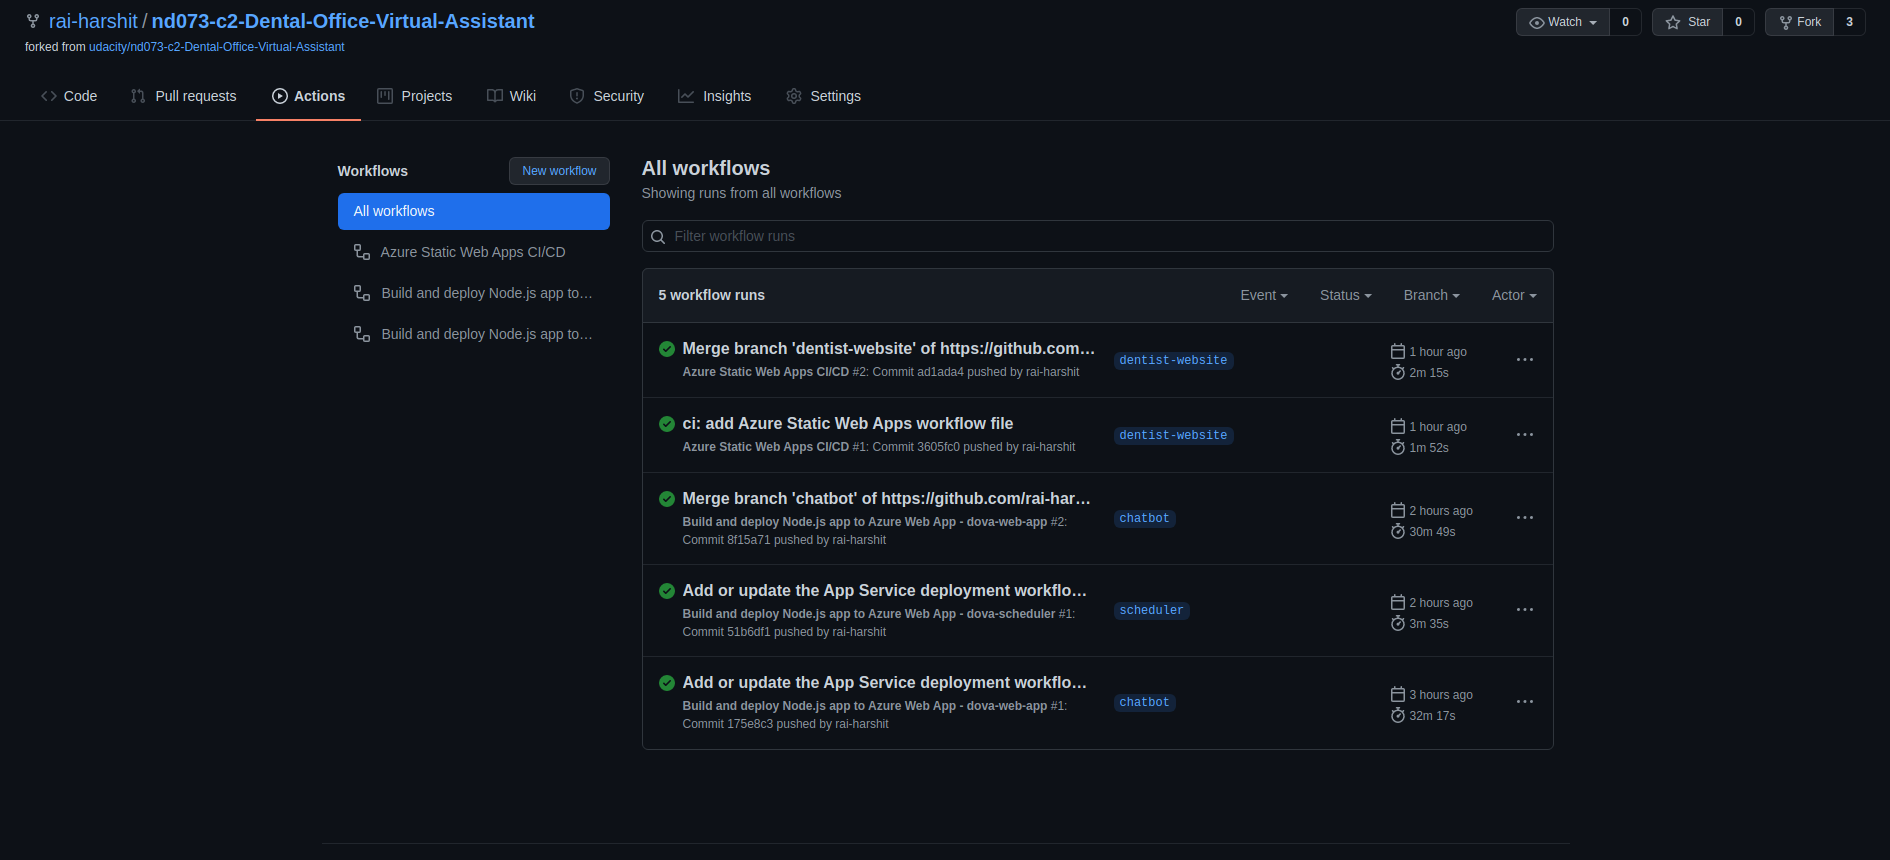 rai-harshit / nd073-c2-Dental-Office-Virtual-Assistant
Watch 0 Star 0 Fork 3
forked from udacity/nd073-c2-Dental-Office-Virtual-Assistant
Code Pull requests Actions Projects Wiki Security Insights Settings
Workflows
New workflow
All workflows
Azure Static Web Apps CI/CD
Build and deploy Node.js app to…
Build and deploy Node.js app to…
All workflows
Showing runs from all workflows
Filter workflow runs
5 workflow runs
Event Status Branch Actor
Merge branch 'dentist-website' of https://github.com…
Azure Static Web Apps CI/CD #2: Commit ad1ada4 pushed by rai-harshit
dentist-website
1 hour ago
2m 15s
ci: add Azure Static Web Apps workflow file
Azure Static Web Apps CI/CD #1: Commit 3605fc0 pushed by rai-harshit
dentist-website
1 hour ago
1m 52s
Merge branch 'chatbot' of https://github.com/rai-har…
Build and deploy Node.js app to Azure Web App - dova-web-app #2:
Commit 8f15a71 pushed by rai-harshit
chatbot
2 hours ago
30m 49s
Add or update the App Service deployment workflo…
Build and deploy Node.js app to Azure Web App - dova-scheduler #1:
Commit 51b6df1 pushed by rai-harshit
scheduler
2 hours ago
3m 35s
Add or update the App Service deployment workflo…
Build and deploy Node.js app to Azure Web App - dova-web-app #1:
Commit 175e8c3 pushed by rai-harshit
chatbot
3 hours ago
32m 17s